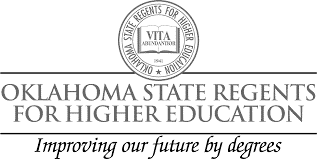 OKLAHOMA STATE REGENTS FOR HIGHER EDUCATION
VITA
ABUNDANTIOR
1941
OKLAHOMA STATE REGENTS
FOR HIGHER EDUCATION
Improving our future by degrees